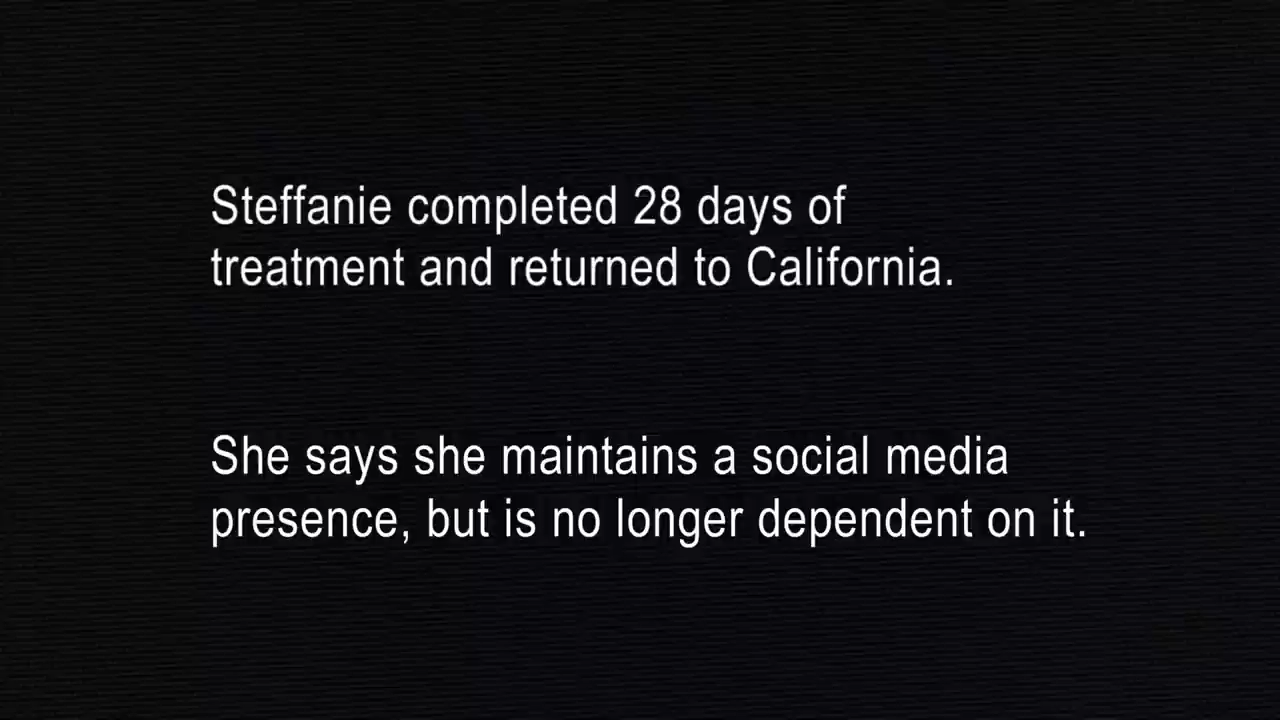 Steffanie completed 28 days of
treatment and returned to California.
She says she maintains a social media
presence, but is no longer dependent on it.